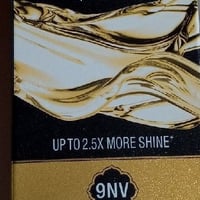 UP TO 2.5X MORE SHINE*
9NV